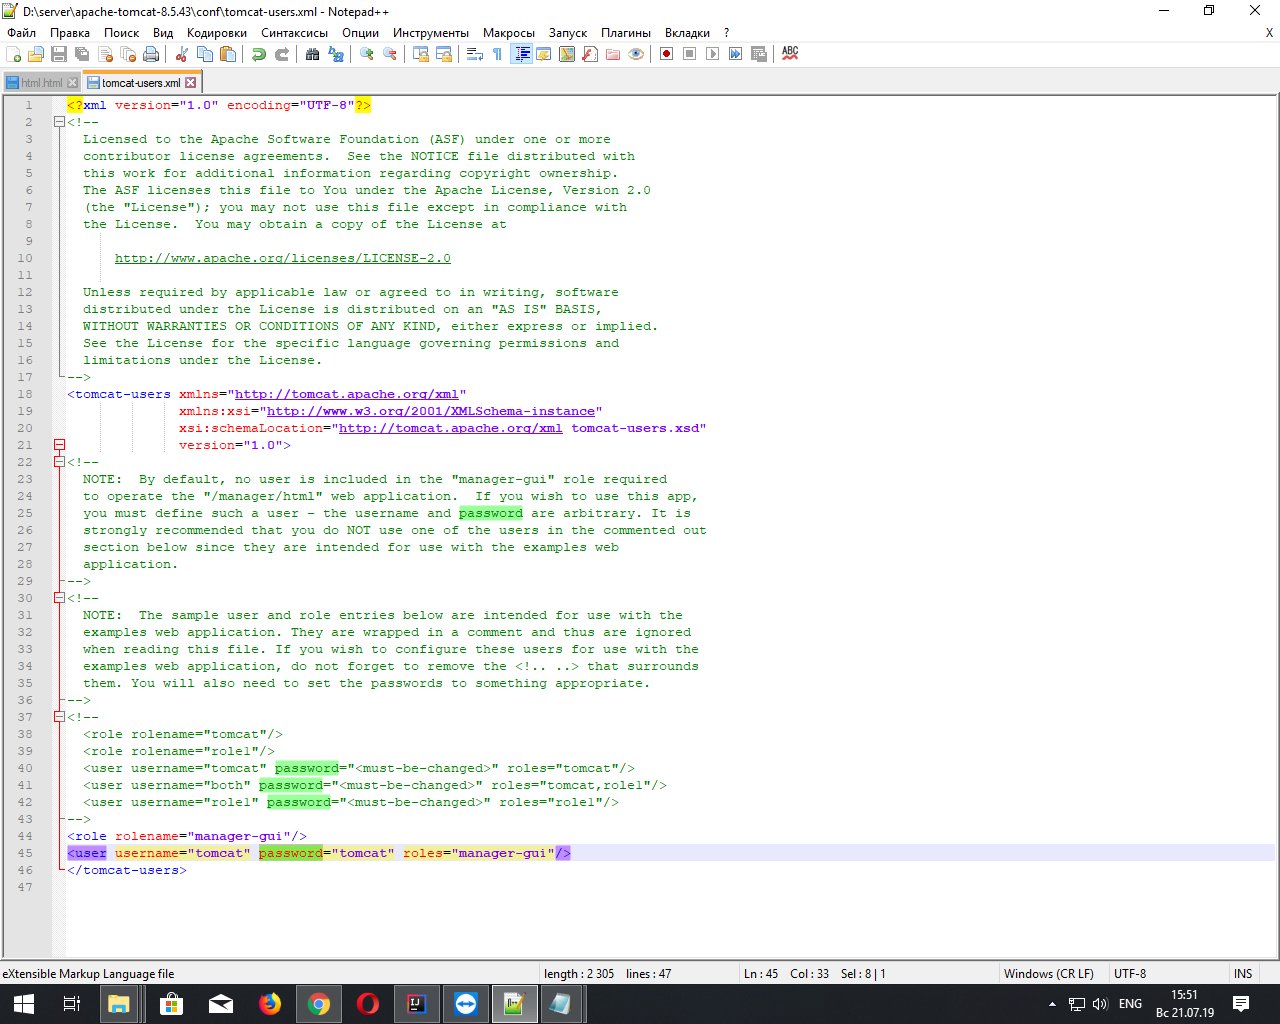 D:\server\apache-tomcat-8.5.43\conf\tomcat-users.xml - Notepad++
Файл Правка Поиск Вид Кодировки Синтаксисы Опции Инструменты Макросы Запуск Плагины Вкладки ? X
html.html tomcat-users.xml
1 <?xml version="1.0" encoding="UTF-8"?>
2 <!--
3 Licensed to the Apache Software Foundation (ASF) under one or more
4 contributor license agreements.  See the NOTICE file distributed with
5 this work for additional information regarding copyright ownership.
6 The ASF licenses this file to You under the Apache License, Version 2.0
7 (the "License"); you may not use this file except in compliance with
8 the License.  You may obtain a copy of the License at
9
10 http://www.apache.org/licenses/LICENSE-2.0
11
12 Unless required by applicable law or agreed to in writing, software
13 distributed under the License is distributed on an "AS IS" BASIS,
14 WITHOUT WARRANTIES OR CONDITIONS OF ANY KIND, either express or implied.
15 See the License for the specific language governing permissions and
16 limitations under the License.
17 -->
18 <tomcat-users xmlns="http://tomcat.apache.org/xml"
19 xmlns:xsi="http://www.w3.org/2001/XMLSchema-instance"
20 xsi:schemaLocation="http://tomcat.apache.org/xml tomcat-users.xsd"
21 version="1.0">
22 <!--
23 NOTE:  By default, no user is included in the "manager-gui" role required
24 to operate the "/manager/html" web application.  If you wish to use this app,
25 you must define such a user - the username and password are arbitrary. It is
26 strongly recommended that you do NOT use one of the users in the commented out
27 section below since they are intended for use with the examples web
28 application.
29 -->
30 <!--
31 NOTE:  The sample user and role entries below are intended for use with the
32 examples web application. They are wrapped in a comment and thus are ignored
33 when reading this file. If you wish to configure these users for use with the
34 examples web application, do not forget to remove the <!.. ..> that surrounds
35 them. You will also need to set the passwords to something appropriate.
36 -->
37 <!--
38 <role rolename="tomcat"/>
39 <role rolename="role1"/>
40 <user username="tomcat" password="<must-be-changed>" roles="tomcat"/>
41 <user username="both" password="<must-be-changed>" roles="tomcat,role1"/>
42 <user username="role1" password="<must-be-changed>" roles="role1"/>
43 -->
44 <role rolename="manager-gui"/>
45 <user username="tomcat" password="tomcat" roles="manager-gui"/>
46 </tomcat-users>
47
eXtensible Markup Language file length : 2 305 lines : 47 Ln : 45 Col : 33 Sel : 8 | 1 Windows (CR LF) UTF-8 INS
ENG 15:51
Вс 21.07.19